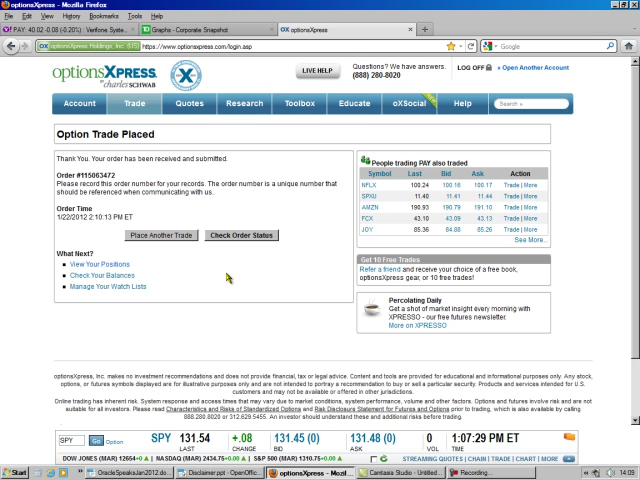 optionsXpress - Mozilla Firefox
File Edit View History Bookmarks Tools Help
PAY: 40.02 -0.08 (-0.20%) - Verifone System...
Graphs - Corporate Snapshot
optionsXpress
optionsXpress Holdings, Inc. (US) https://www.optionsxpress.com/login.asp
Google
optionsXPRESS
by charles SCHWAB
LIVE HELP
Questions? We have answers.
(888) 280-8020
LOG OFF » Open Another Account
Account Trade Quotes Research Toolbox Educate oXSocial Help Search »
Option Trade Placed
Thank You. Your order has been received and submitted.
Order #115063472
Please record this order number for your records. The order number is a unique number that
should be referenced when communicating with us.
Order Time
1/22/2012 2:10:13 PM ET
Place Another Trade Check Order Status
What Next?
View Your Positions
Check Your Balances
Manage Your Watch Lists
People trading PAY also traded
Symbol Last Bid Ask Action
NFLX 100.24 100.16 100.17 Trade | More
SPXU 11.40 11.41 11.44 Trade | More
AMZN 190.93 190.79 191.10 Trade | More
FCX 43.10 43.09 43.13 Trade | More
JOY 85.36 84.88 85.26 Trade | More
See More..
Get 10 Free Trades
Refer a friend and receive your choice of a free book,
optionsXpress gear, or 10 free trades!
Percolating Daily
Get a shot of market insight every morning with
XPRESSO - our free futures newsletter.
More on XPRESSO
optionsXpress, Inc. makes no investment recommendations and does not provide financial, tax or legal advice. Content and tools are provided for educational and informational purposes only. Any stock,
options, or futures symbols displayed are for illustrative purposes only and are not intended to portray a recommendation to buy or sell a particular security. Products and services intended for U.S.
customers and may not be available or offered in other jurisdictions.
Online trading has inherent risk. System response and access times that may vary due to market conditions, system performance, volume and other factors. Options and futures involve risk and are not
suitable for all investors. Please read Characteristics and Risks of Standardized Options and Risk Disclosure Statement for Futures and Options prior to trading, which is also available by calling
888.280.8020 or 312.629.5455. An investor should understand these and additional risks before trading.
SPY Go Option
SPY 131.54 +.08 131.45 (0) 131.48 (0) 0 1:07:29 PM ET
LAST CHANGE BID ASK VOL
DOW JONES (MAR) 12654+0 | NASDAQ (MAR) 2434.75+0.00 | S&P 500 (MAR) 1310.75+0.00
STREAMING QUOTES | CHAIN | TRADE | CHART | MORE
Start
OracleSpeaksJan2012.do...
Disclaimer.ppt - OpenOffic...
optionsXpress - Mozil...
Camtasia Studio - Untitled...
Recording...
14:09